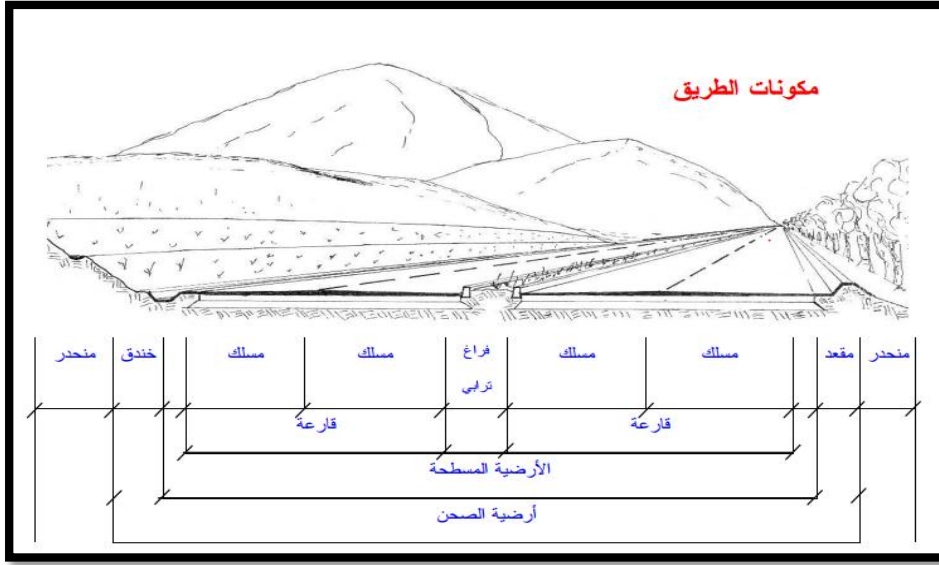 مكونات الطريق
منحدر مقعد مسلك مسلك فراغ ترابي مسلك مسلك خندق منحدر
قارعة قارعة
الأرضية المسطحة
أرضية الصحن